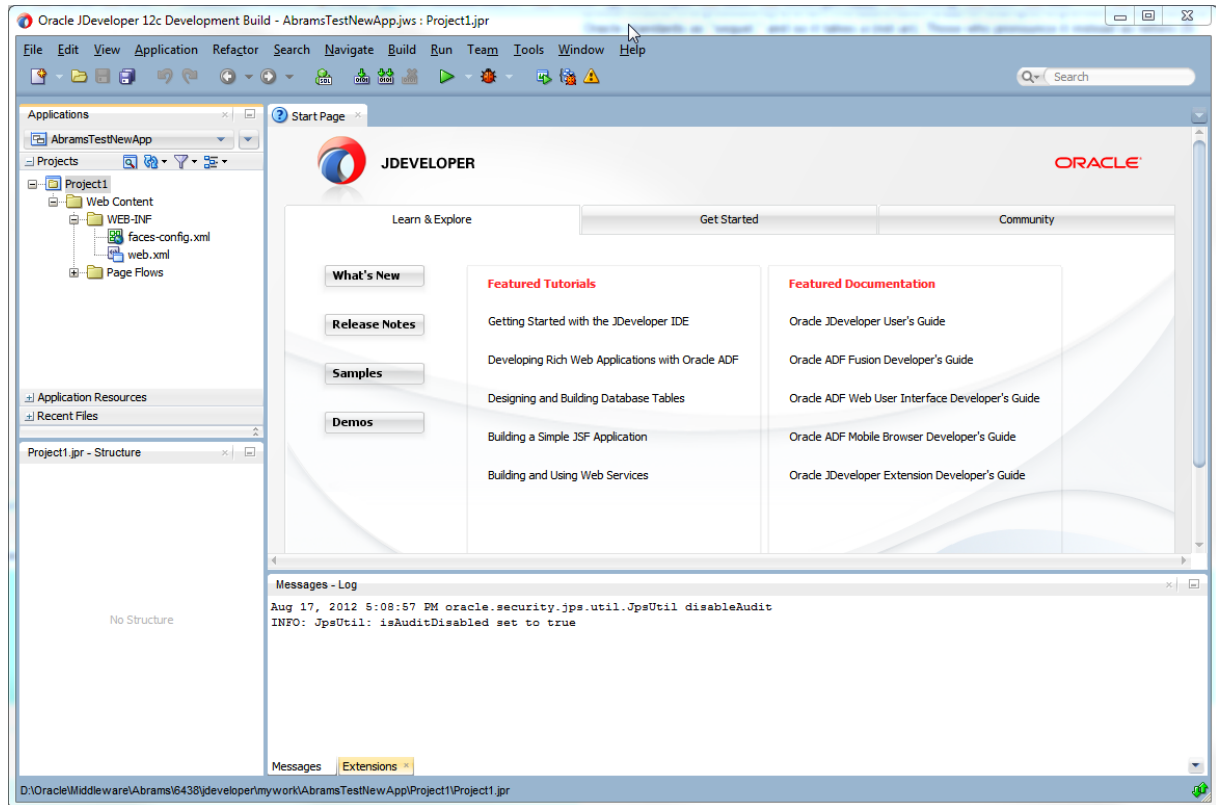 Oracle JDeveloper 12c Development Build - AbramsTestNewApp.jws : Project1.jpr
File Edit View Application Refactor Search Navigate Build Run Team Tools Window Help
Search
Applications
AbramsTestNewApp
Projects
Project1
Web Content
WEB-INF
faces-config.xml
web.xml
Page Flows
Application Resources
Recent Files
Project1.jpr - Structure
No Structure
Start Page
JDEVELOPER
ORACLE
Learn & Explore
Get Started
Community
What's New
Release Notes
Samples
Demos
Featured Tutorials
Getting Started with the JDeveloper IDE
Developing Rich Web Applications with Oracle ADF
Designing and Building Database Tables
Building a Simple JSF Application
Building and Using Web Services
Featured Documentation
Oracle JDeveloper User's Guide
Oracle ADF Fusion Developer's Guide
Oracle ADF Web User Interface Developer's Guide
Oracle ADF Mobile Browser Developer's Guide
Oracle JDeveloper Extension Developer's Guide
Messages - Log
Aug 17, 2012 5:08:57 PM oracle.security.jps.util.JpsUtil disableAudit
INFO: JpsUtil: isAuditDisabled set to true
Messages
Extensions
D:\Oracle\Middleware\Abrams\6438\jdeveloper\mywork\AbramsTestNewApp\Project1\Project1.jpr